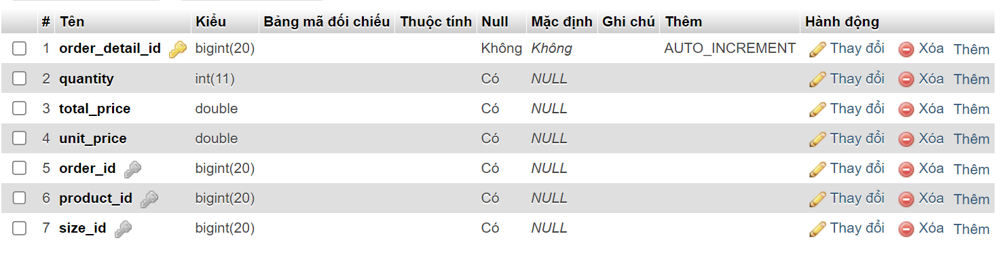 # Tên Kiểu Bảng mã đối chiếu Thuộc tính Null Mặc định Ghi chú Thêm Hành động
1 order_detail_id bigint(20) Không Không AUTO_INCREMENT Thay đổi Xóa Thêm
2 quantity int(11) Có NULL Thay đổi Xóa Thêm
3 total_price double Có NULL Thay đổi Xóa Thêm
4 unit_price double Có NULL Thay đổi Xóa Thêm
5 order_id bigint(20) Có NULL Thay đổi Xóa Thêm
6 product_id bigint(20) Có NULL Thay đổi Xóa Thêm
7 size_id bigint(20) Có NULL Thay đổi Xóa Thêm